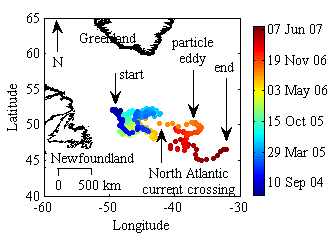 65
60
55
50
45
40
-60
-50
-40
-30
Latitude
Longitude
Greenland
N
particle
eddy
start
end
Newfoundland
0 500 km
North Atlantic
current crossing
07 Jun 07
19 Nov 06
03 May 06
15 Oct 05
29 Mar 05
10 Sep 04